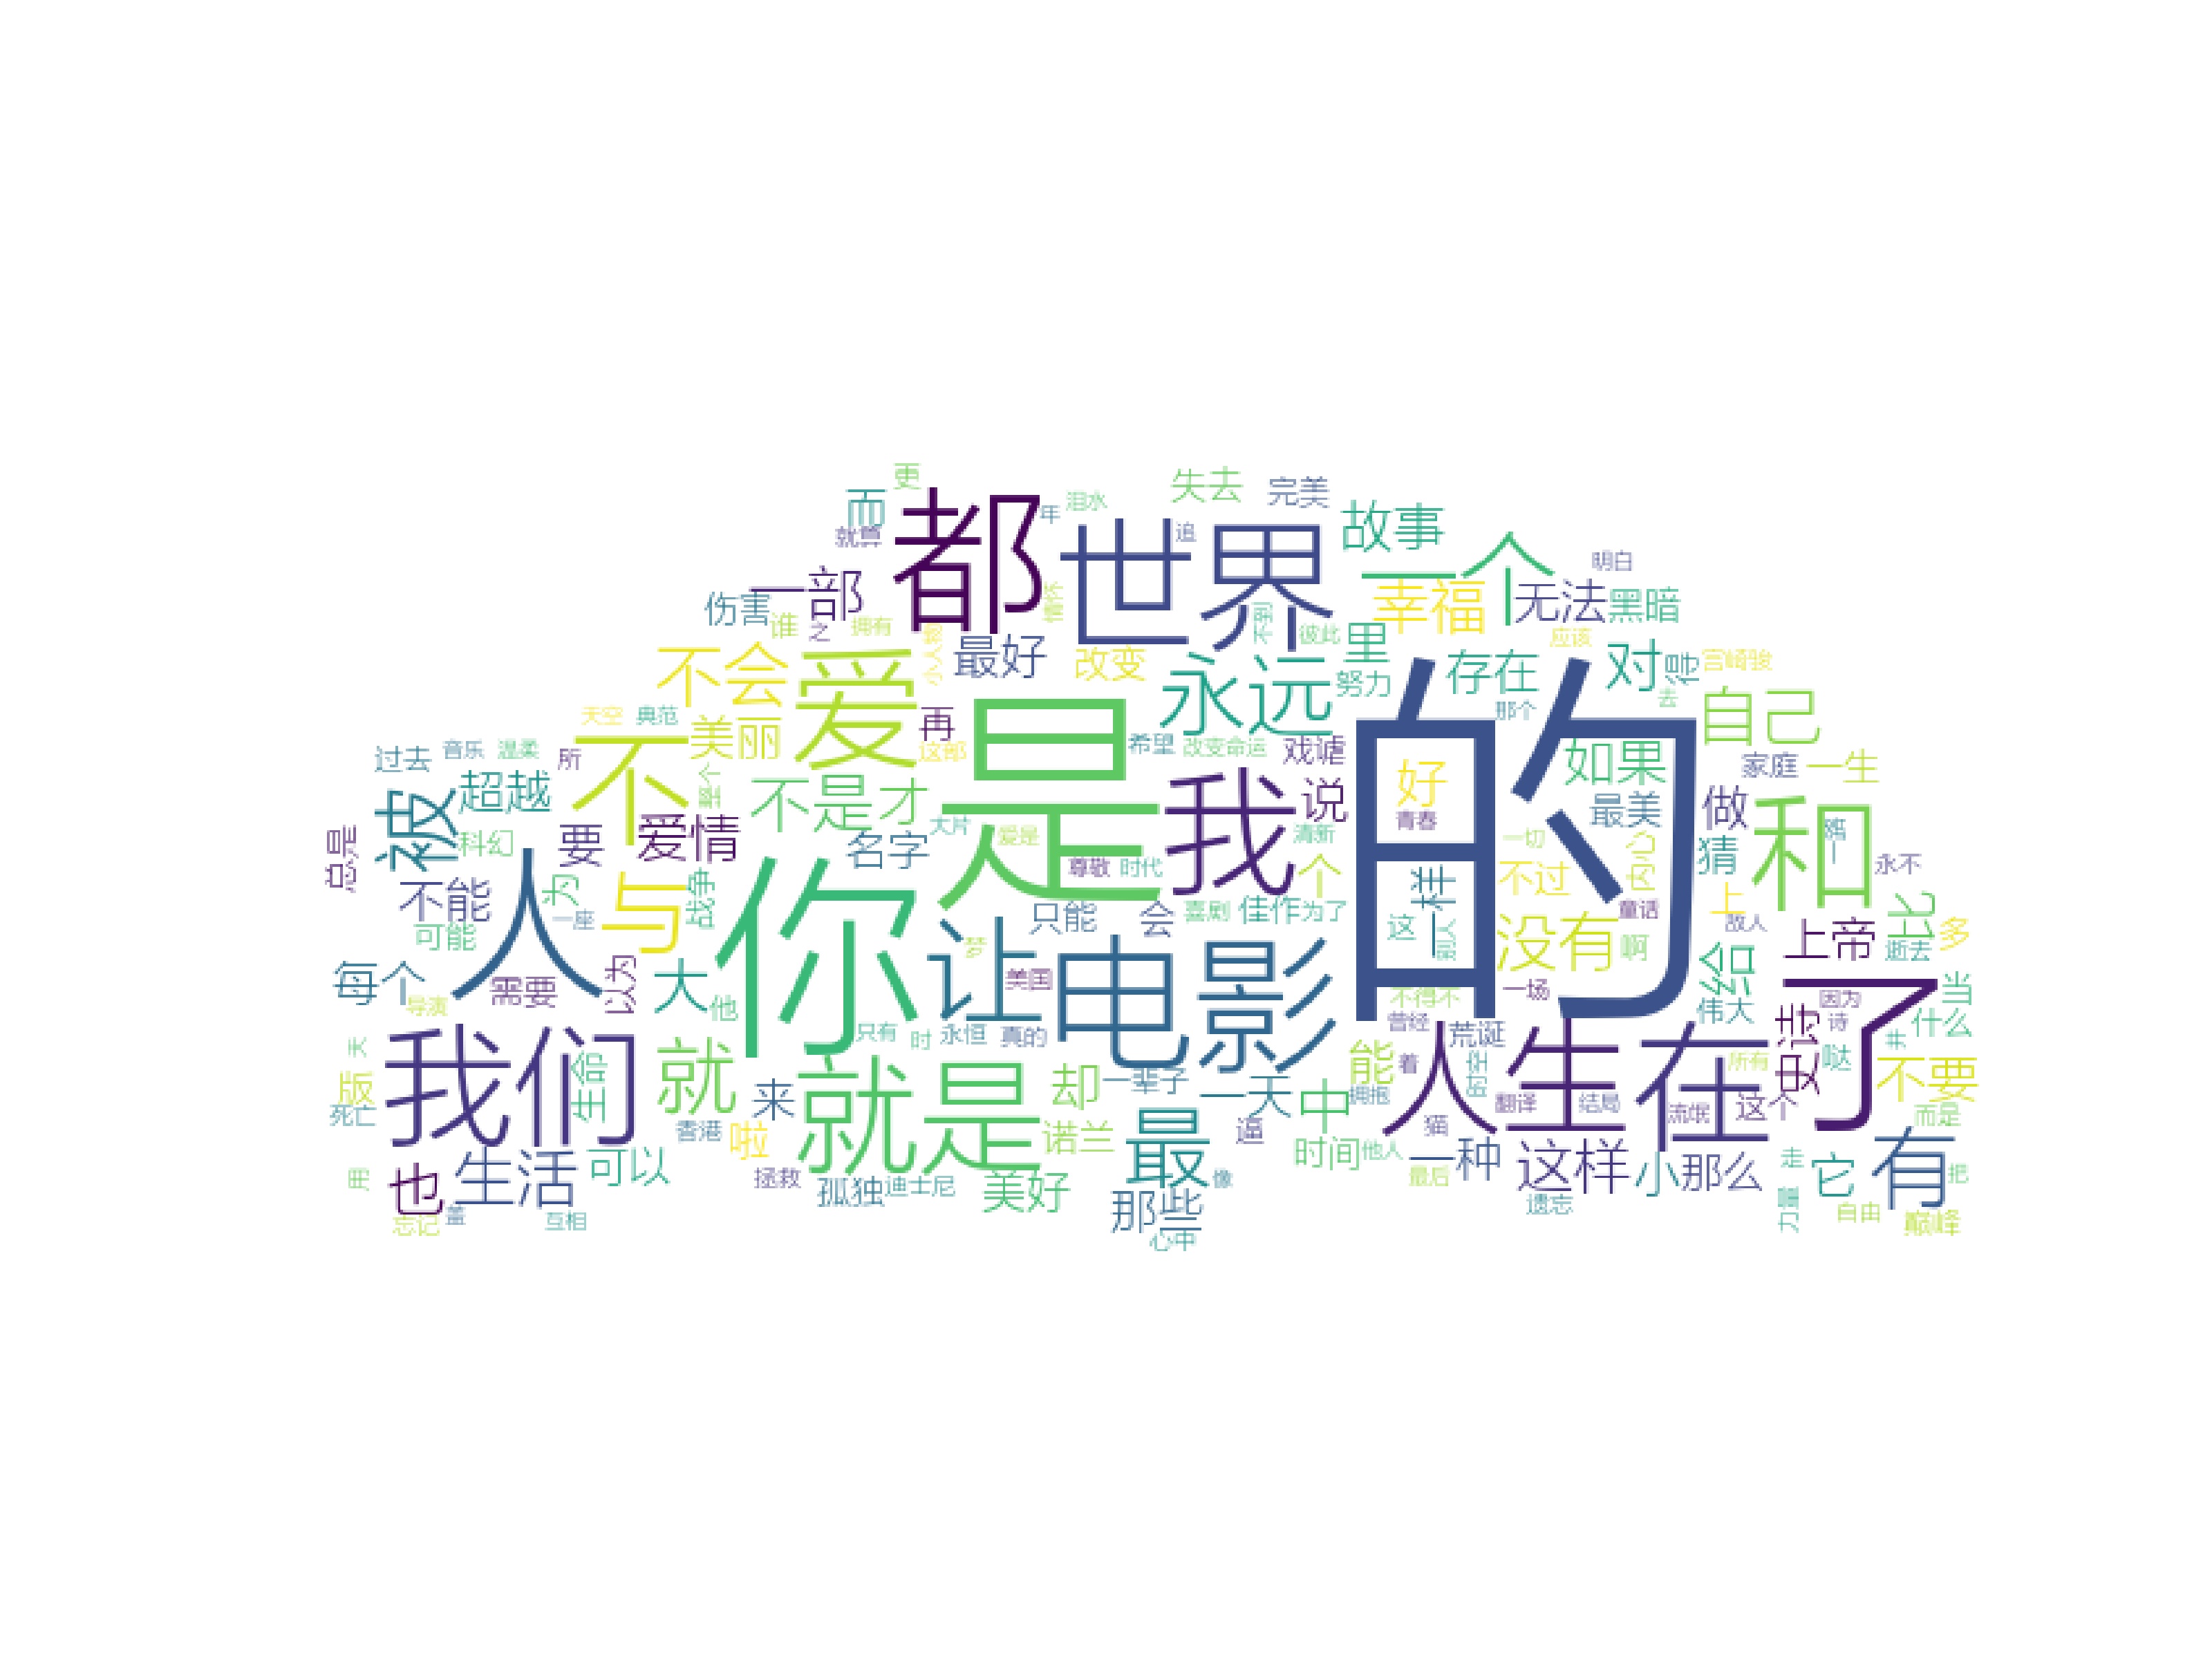 更
失去
完美
而
都
年
泪水
世界
追
故事
一个
就算
明白
一部
伤害
谁
之
拥有
情怀
不到
彼此
幸福
无法
黑暗
不会
爱
最好
改变
永远
里
努力
存在
应该
对
得
宫崎骏
天空
典范
美丽
再
这部
是
希望
改变命运
戏谑
的
那个
去
自己
过去
音乐
温柔
所
不
整个
不是
才
我
说
好
如果
家庭
一生
超越
被
科幻
要
爱情
名字
大片
爱是
清新
青春
最美
做
和
总是
人
不能
为
与
战争
你
尊敬
时代
个
一样
一切
不过
内心
猜
永不
可能
一座
只能
会
喜剧
佳作
为了
这
别人
没有
童话
上
敌人
啊
上帝
比
逝去
多
每个
导演
需要
以为
大
他
让
梦
美国
电影
不得不
一场
给
伟大
史诗
因为
诗
了
当
什么
我们
就
只有
时
永恒
真的
曾经
荒诞
人生
在
井
天
版
死亡
生命
来
就是
却
一辈子
一天
中
能
着
时空
拥抱
翻译
结局
流氓
所有
这个
哒
不要
而是
香港
啦
诺兰
最
逼
时间
他人
猫
也
生活
可以
拯救
孤独
迪士尼
美好
像
最后
一种
这样
小
那么
走
它
有
把
用
忘记
盖
互相
那些
心中
遗忘
力量
自由
巅峰